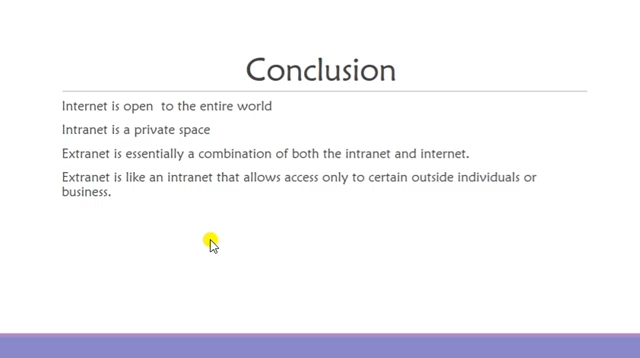 Conclusion
Internet is open  to the entire world
Intranet is a private space
Extranet is essentially a combination of both the intranet and internet.
Extranet is like an intranet that allows access only to certain outside individuals or
business.